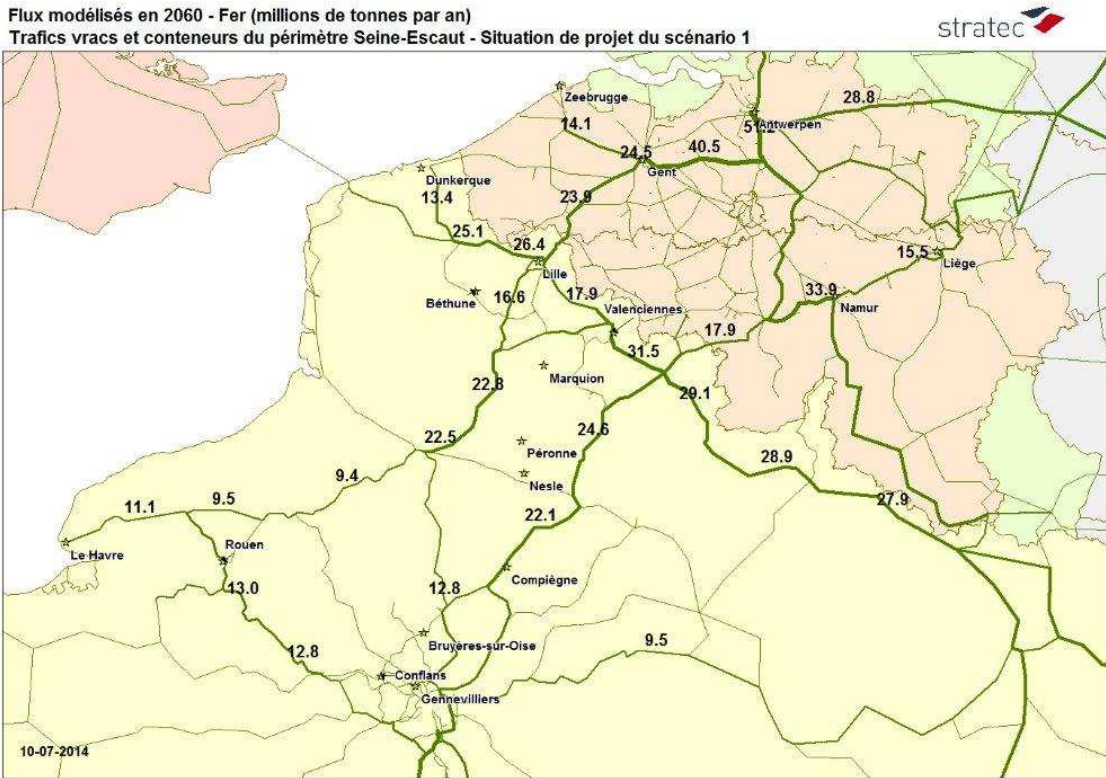 Flux modélisés en 2060 - Fer (millions de tonnes par an)
Trafics vracs et conteneurs du périmètre Seine-Escaut - Situation de projet du scénario 1
stratec
Zeebrugge
14.1
28.8
51.2
Antwerpen
40.5
24.5
Gent
Dunkerque
13.4
23.9
25.1
26.4
Lille
15.5
Liège
Béthune
16.6
17.9
Valenciennes
33.9
Namur
17.9
31.5
Marquion
22.8
29.1
22.5
24.6
Péronne
28.9
9.4
Nesle
27.9
11.1
9.5
22.1
Le Havre
Rouen
13.0
Compiègne
12.8
Bruyères-sur-Oise
9.5
12.8
Conflans
Gennevilliers
10-07-2014